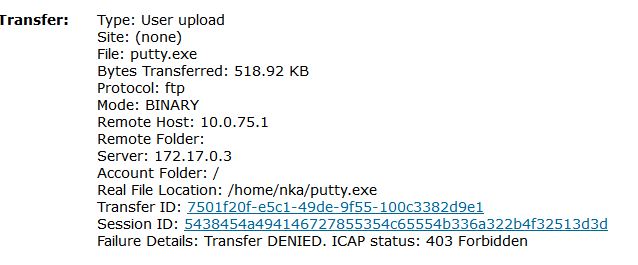 Transfer: Type: User upload
Site: (none)
File: putty.exe
Bytes Transferred: 518.92 KB
Protocol: ftp
Mode: BINARY
Remote Host: 10.0.75.1
Remote Folder:
Server: 172.17.0.3
Account Folder: /
Real File Location: /home/nka/putty.exe
Transfer ID: 7501f20f-e5c1-49de-9f55-100c3382d9e1
Session ID: 5438454a494146727855354c65554b336a322b4f32513d3d
Failure Details: Transfer DENIED. ICAP status: 403 Forbidden